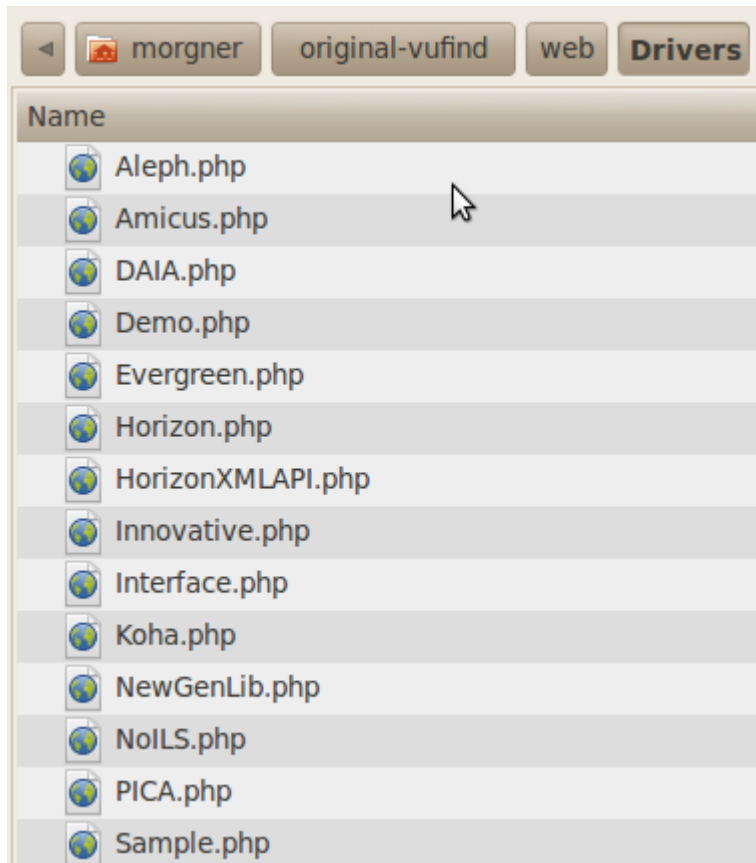 morgner original-vufind web Drivers
Name
Aleph.php
Amicus.php
DAIA.php
Demo.php
Evergreen.php
Horizon.php
HorizonXMLAPI.php
Innovative.php
Interface.php
Koha.php
NewGenLib.php
NoILS.php
PICA.php
Sample.php